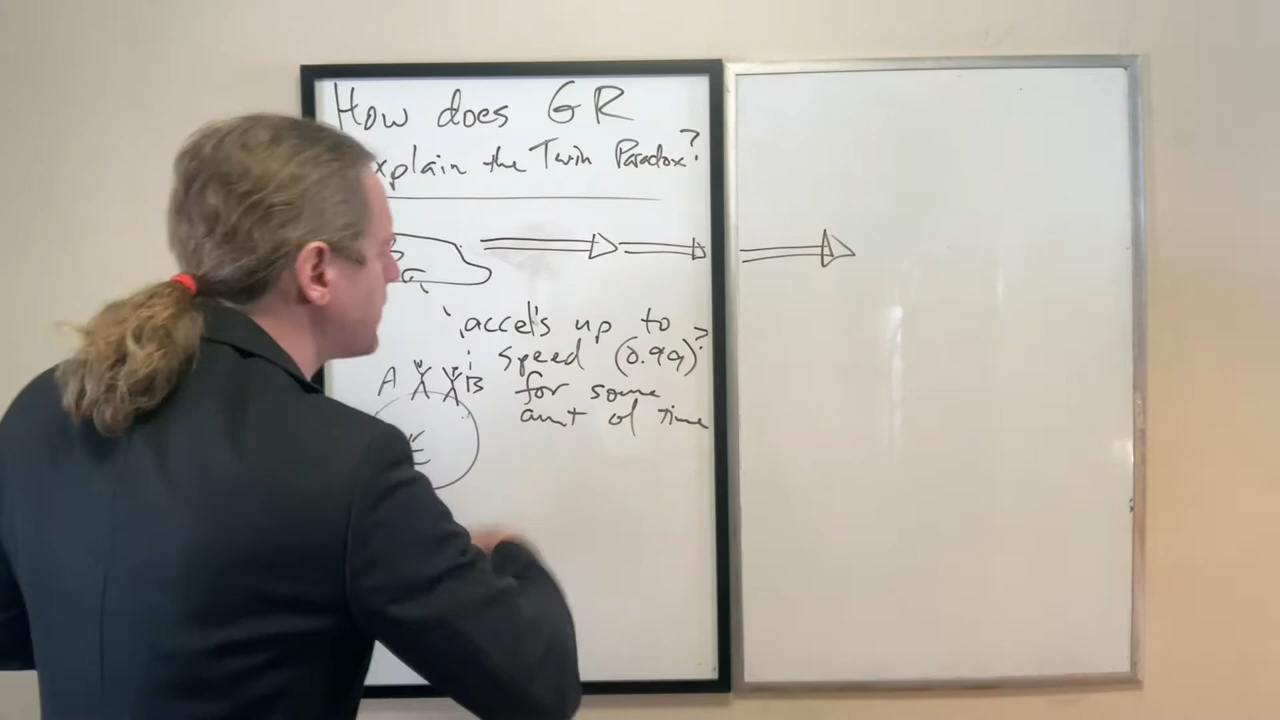 How does GR
xplain the Twin Paradox?
accel's up to
speed (0.99)?
A B for some
amt of time
E